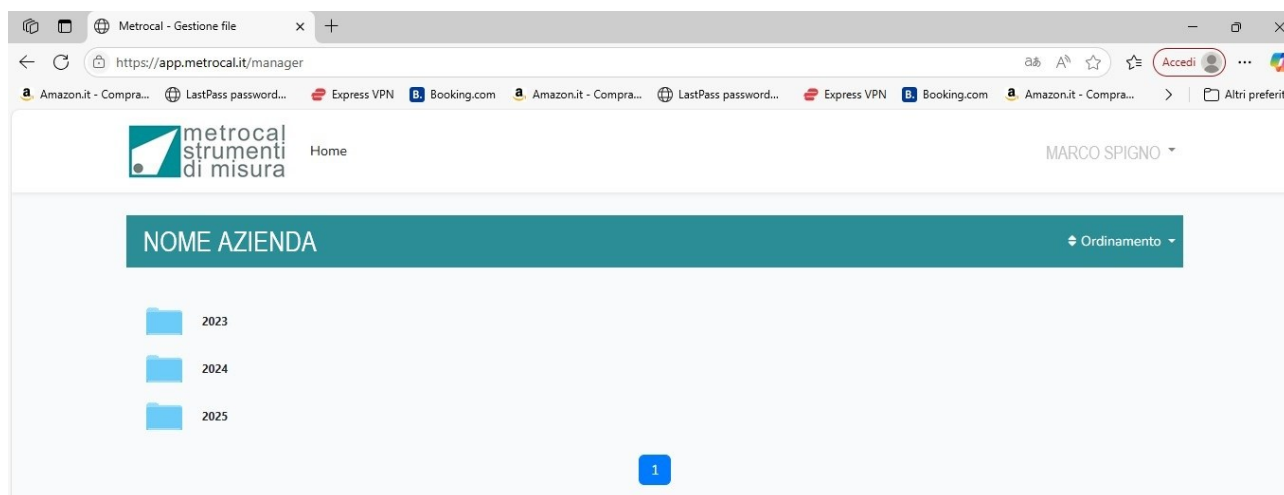 Metrocal - Gestione file
https://app.metrocal.it/manager
aあ A Accedi
Amazon.it - Compra... LastPass password... Express VPN B. Booking.com a Amazon.it - Compra... LastPass password... Express VPN B. Booking.com a Amazon.it - Compra... Altri preferit
metrocal
strumenti
di misura
Home
MARCO SPIGNO
NOME AZIENDA
Ordinamento
2023
2024
2025
1